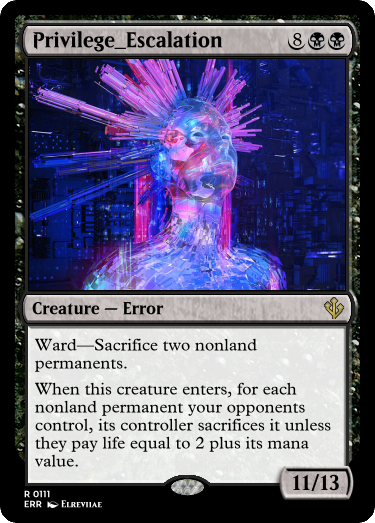 Privilege_Escalation 8
Creature — Error
Ward—Sacrifice two nonland
permanents.
When this creature enters, for each
nonland permanent your opponents
control, its controller sacrifices it unless
they pay life equal to 2 plus its mana
value.
11/13
R 0111
ERR Elreviiae